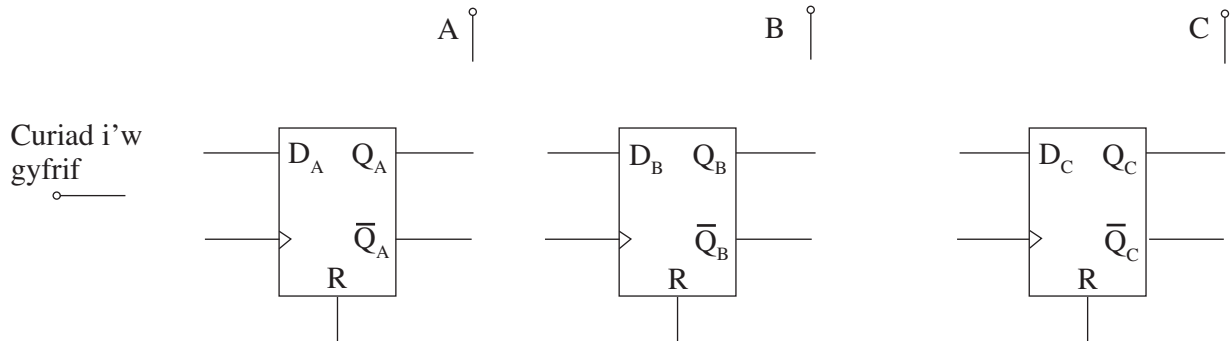 A
B
C
Curiad i'w
gyfrif
D_A Q_A
Q̅_A
R
D_B Q_B
Q̅_B
R
D_C Q_C
Q̅_C
R